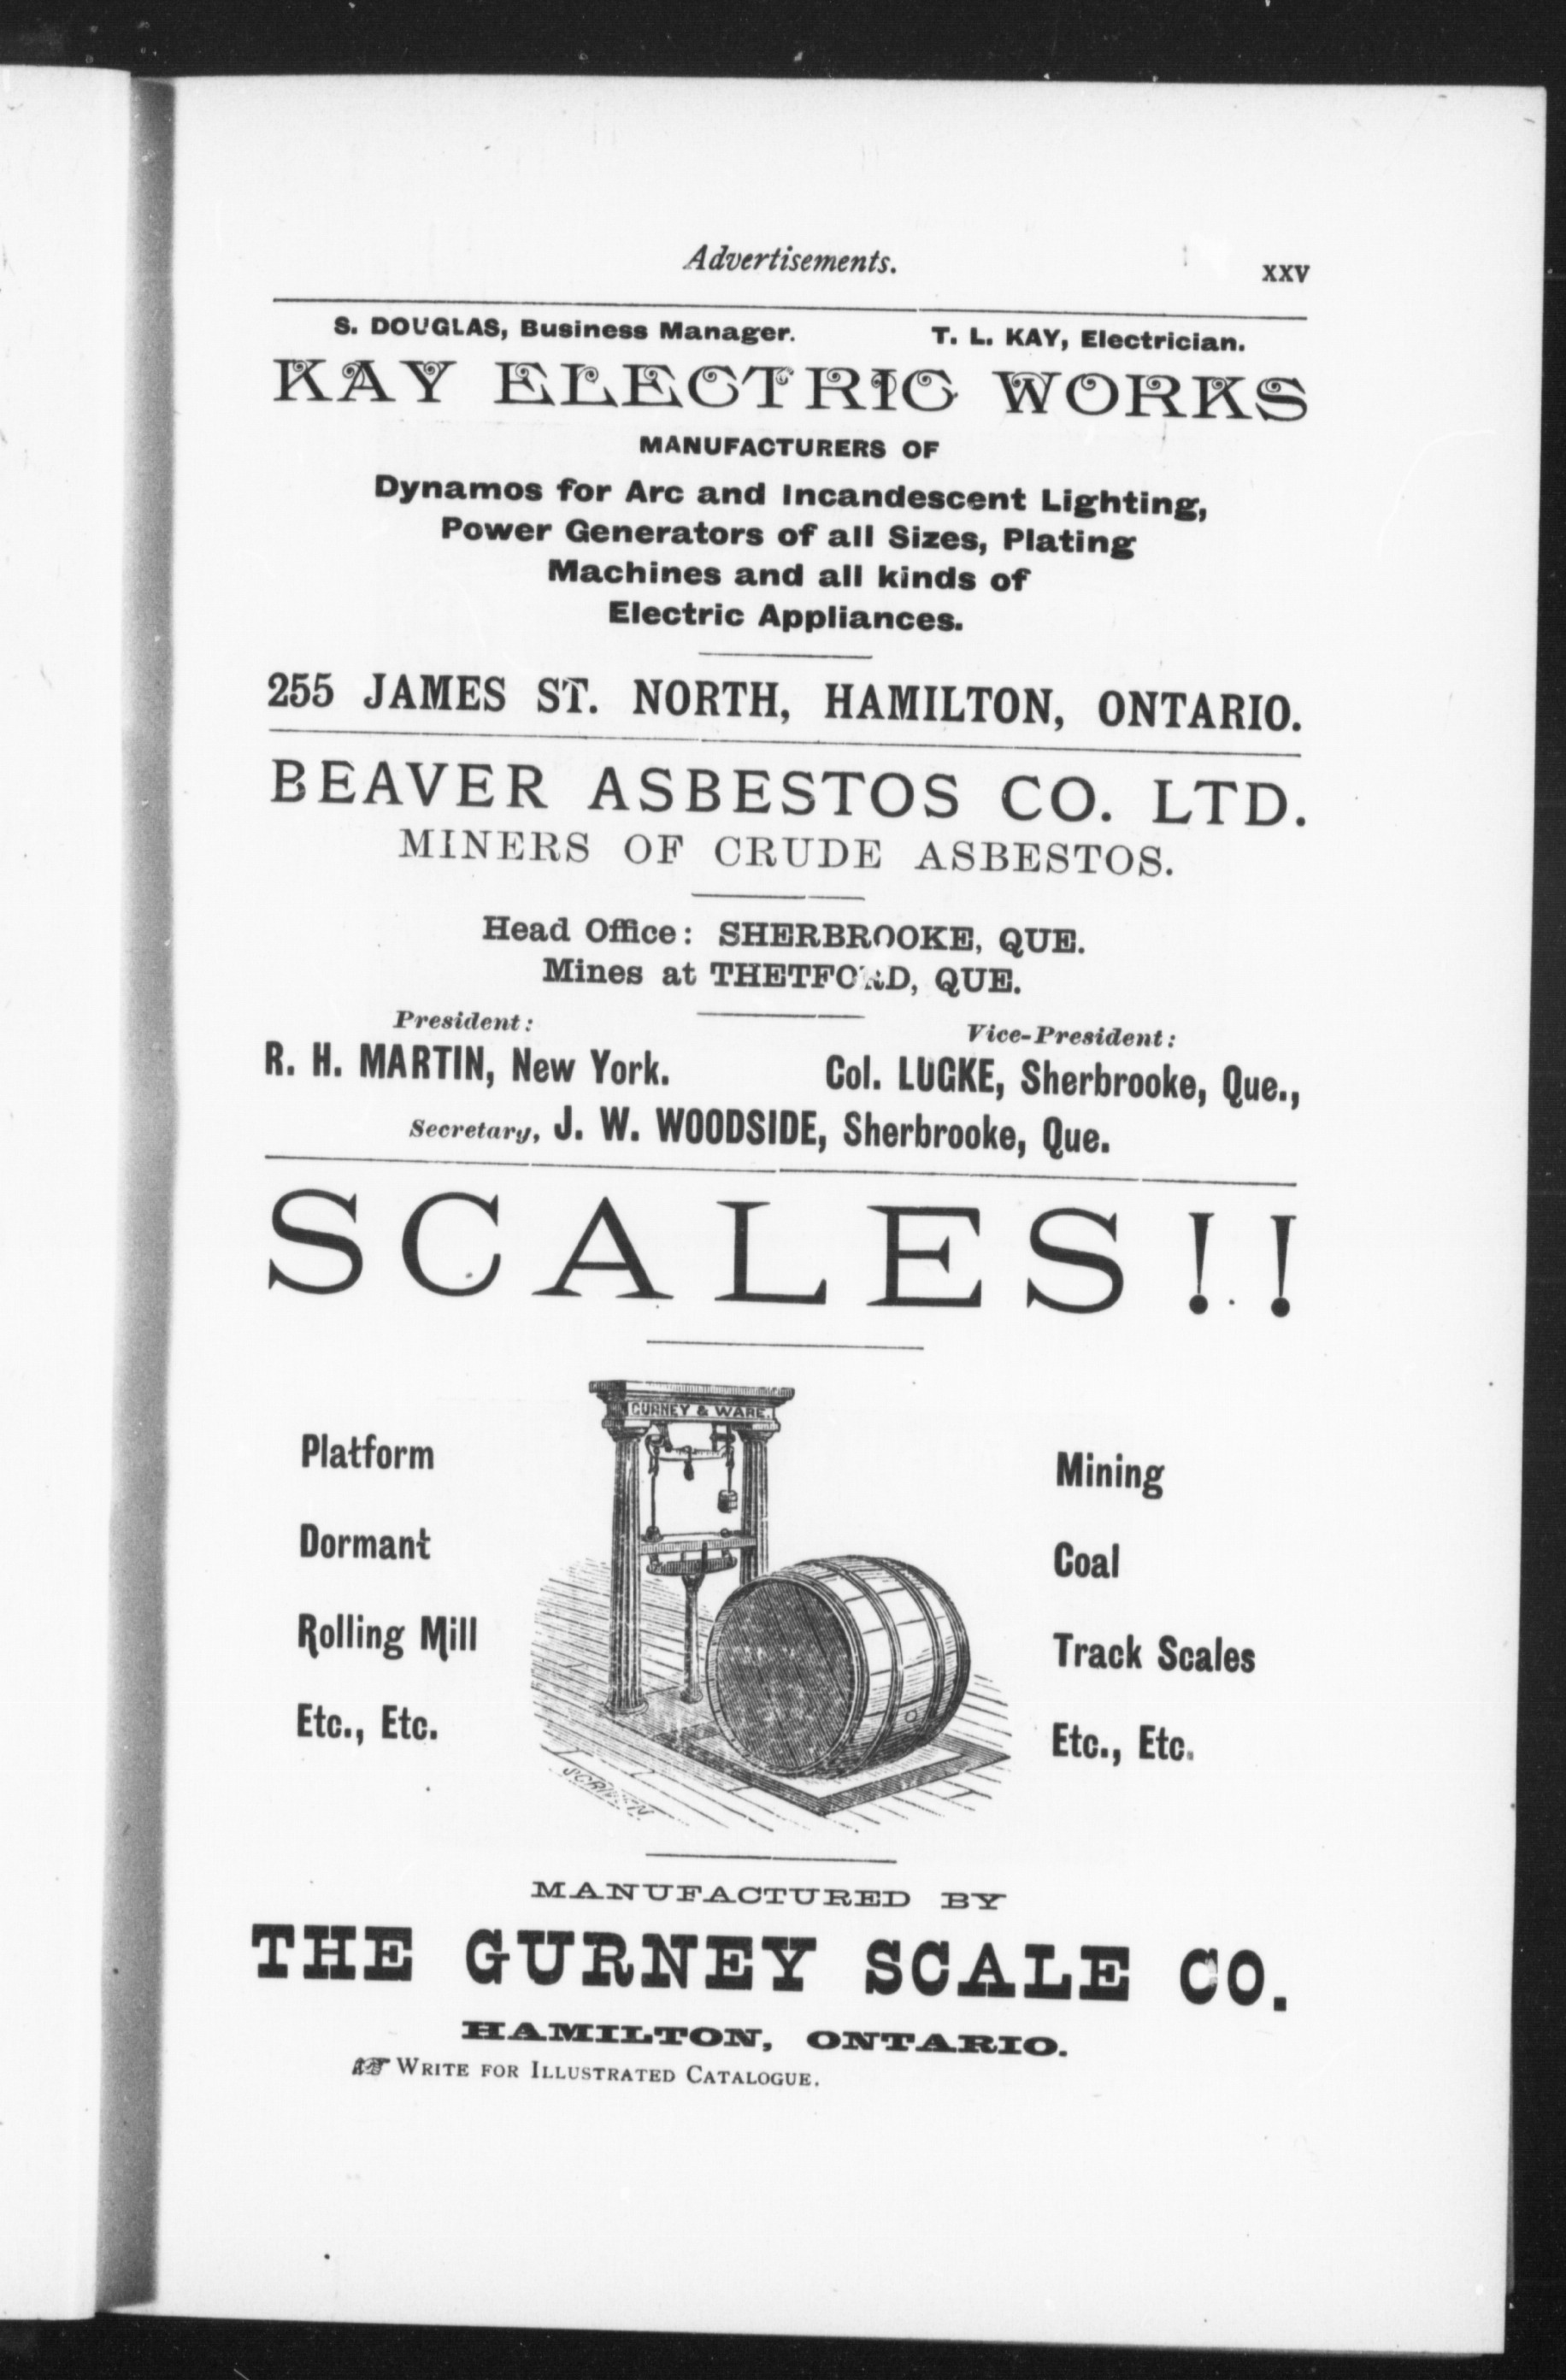 Advertisements. xxv
S. DOUGLAS, Business Manager. T. L. KAY, Electrician.
KAY ELECTRIC WORKS
MANUFACTURERS OF
Dynamos for Arc and Incandescent Lighting,
Power Generators of all Sizes, Plating
Machines and all kinds of
Electric Appliances.
255 JAMES ST. NORTH, HAMILTON, ONTARIO.
BEAVER ASBESTOS CO. LTD.
MINERS OF CRUDE ASBESTOS.
Head Office: SHERBROOKE, QUE.
Mines at THETFORD, QUE.
President: Vice-President:
R. H. MARTIN, New York. Col. LUCKE, Sherbrooke, Que.,
Secretary, J. W. WOODSIDE, Sherbrooke, Que.
SCALES!!
GURNEY & WARE.
Platform
Dormant
Rolling Mill
Etc., Etc.
Mining
Coal
Track Scales
Etc., Etc.
SCRIVEN.
MANUFACTURED BY
THE GURNEY SCALE CO.
HAMILTON, ONTARIO.
☞ WRITE FOR ILLUSTRATED CATALOGUE.